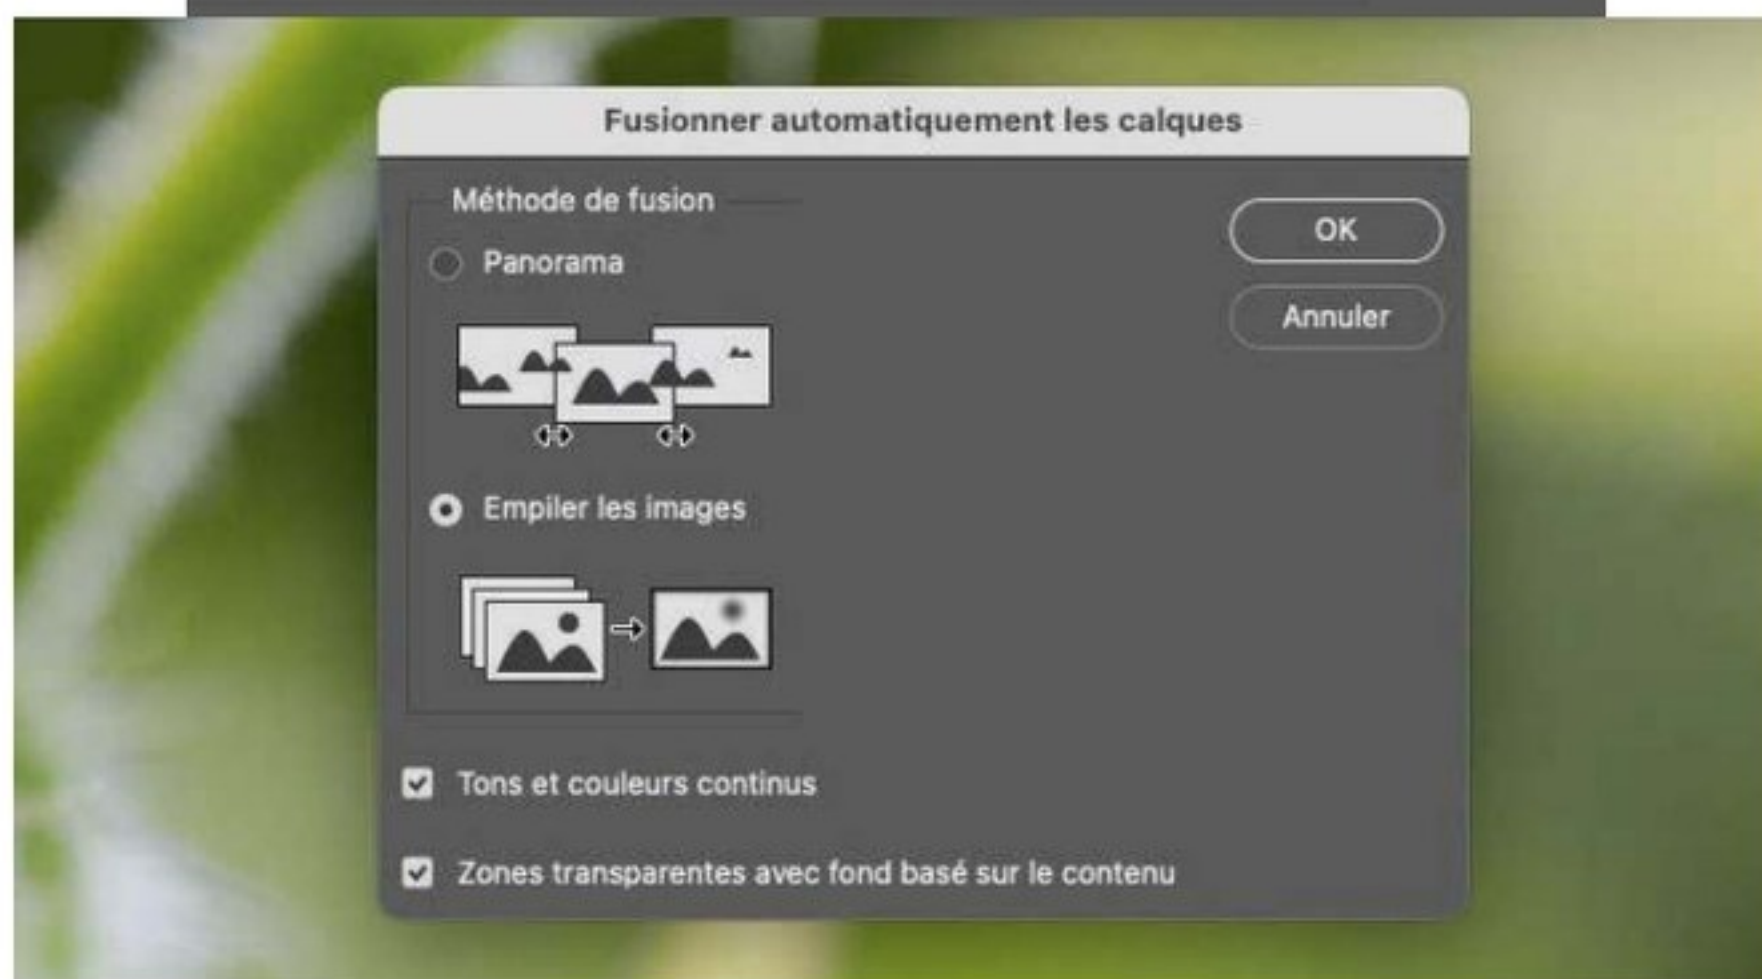 Fusionner automatiquement les calques
Méthode de fusion
Panorama
Empiler les images
Tons et couleurs continus
Zones transparentes avec fond basé sur le contenu
OK
Annuler